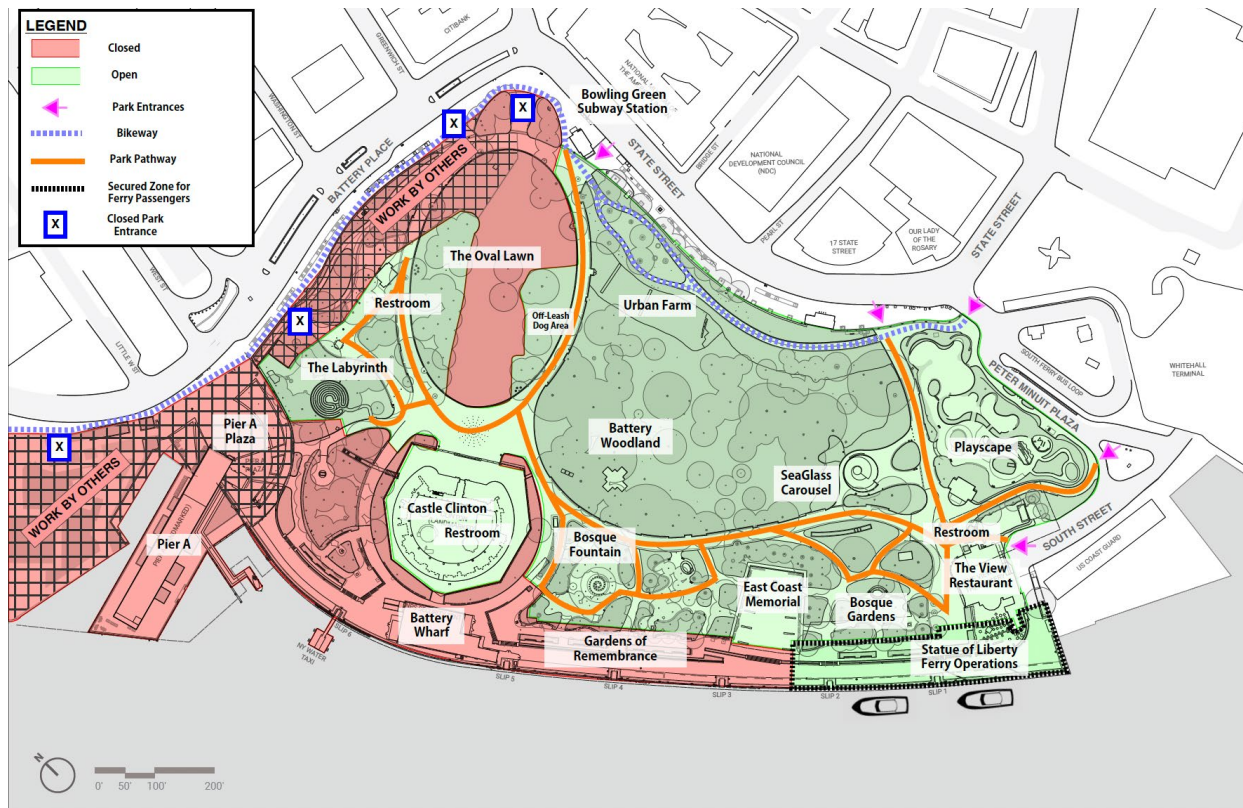 LEGEND
Closed
Open
Park Entrances
Bikeway
Park Pathway
Secured Zone for
Ferry Passengers
X
Closed Park
Entrance
GREENWICH ST
CITIBANK
WASHINGTON ST
BATTERY PLACE
WEST ST
LITTLE W ST
X
X
X
X
WORK BY OTHERS
Bowling Green
Subway Station
STATE STREET
BRIDGE ST
PEARL ST
NATIONAL
DEVELOPMENT COUNCIL
(NDC)
17 STATE
STREET
OUR LADY
OF THE
ROSARY
STATE STREET
SOUTH FERRY BUS LOOP
PETER MINUIT PLAZA
WHITEHALL
TERMINAL
The Oval Lawn
Restroom
Off-Leash
Dog Area
Urban Farm
The Labyrinth
Pier A
Plaza
WORK BY OTHERS
Pier A
Battery
Woodland
SeaGlass
Carousel
Playscape
Castle Clinton
Restroom
Bosque
Fountain
Restroom
SOUTH STREET
US COAST GUARD
The View
Restaurant
East Coast
Memorial
Bosque
Gardens
Battery
Wharf
Gardens of
Remembrance
Statue of Liberty
Ferry Operations
NY WATER
TAXI
SLIP 6
SLIP 5
SLIP 4
SLIP 3
SLIP 2
SLIP 1
N
0' 50' 100' 200'